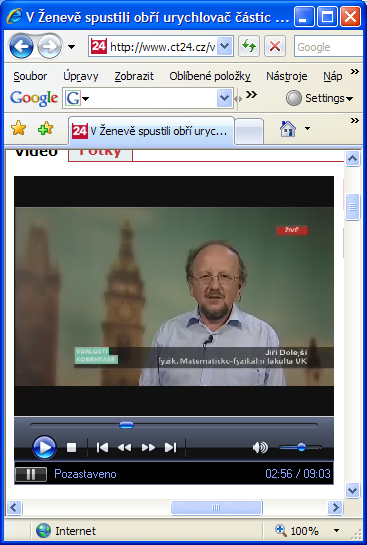 V Ženevě spustili obří urychlovač částic ...
24 http://www.ct24.cz/v
Google
Soubor Úpravy Zobrazit Oblíbené položky Nástroje Náp
Google G Settings
24 V Ženevě spustili obří uryc...
Video Fotky
ŽIVĚ
UDÁLOSTI
KOMENTÁŘE
Jiří Dolejší
fyzik, Matematicko-fyzikální fakulta UK
Pozastaveno 02:56 / 09:03
Internet 100%